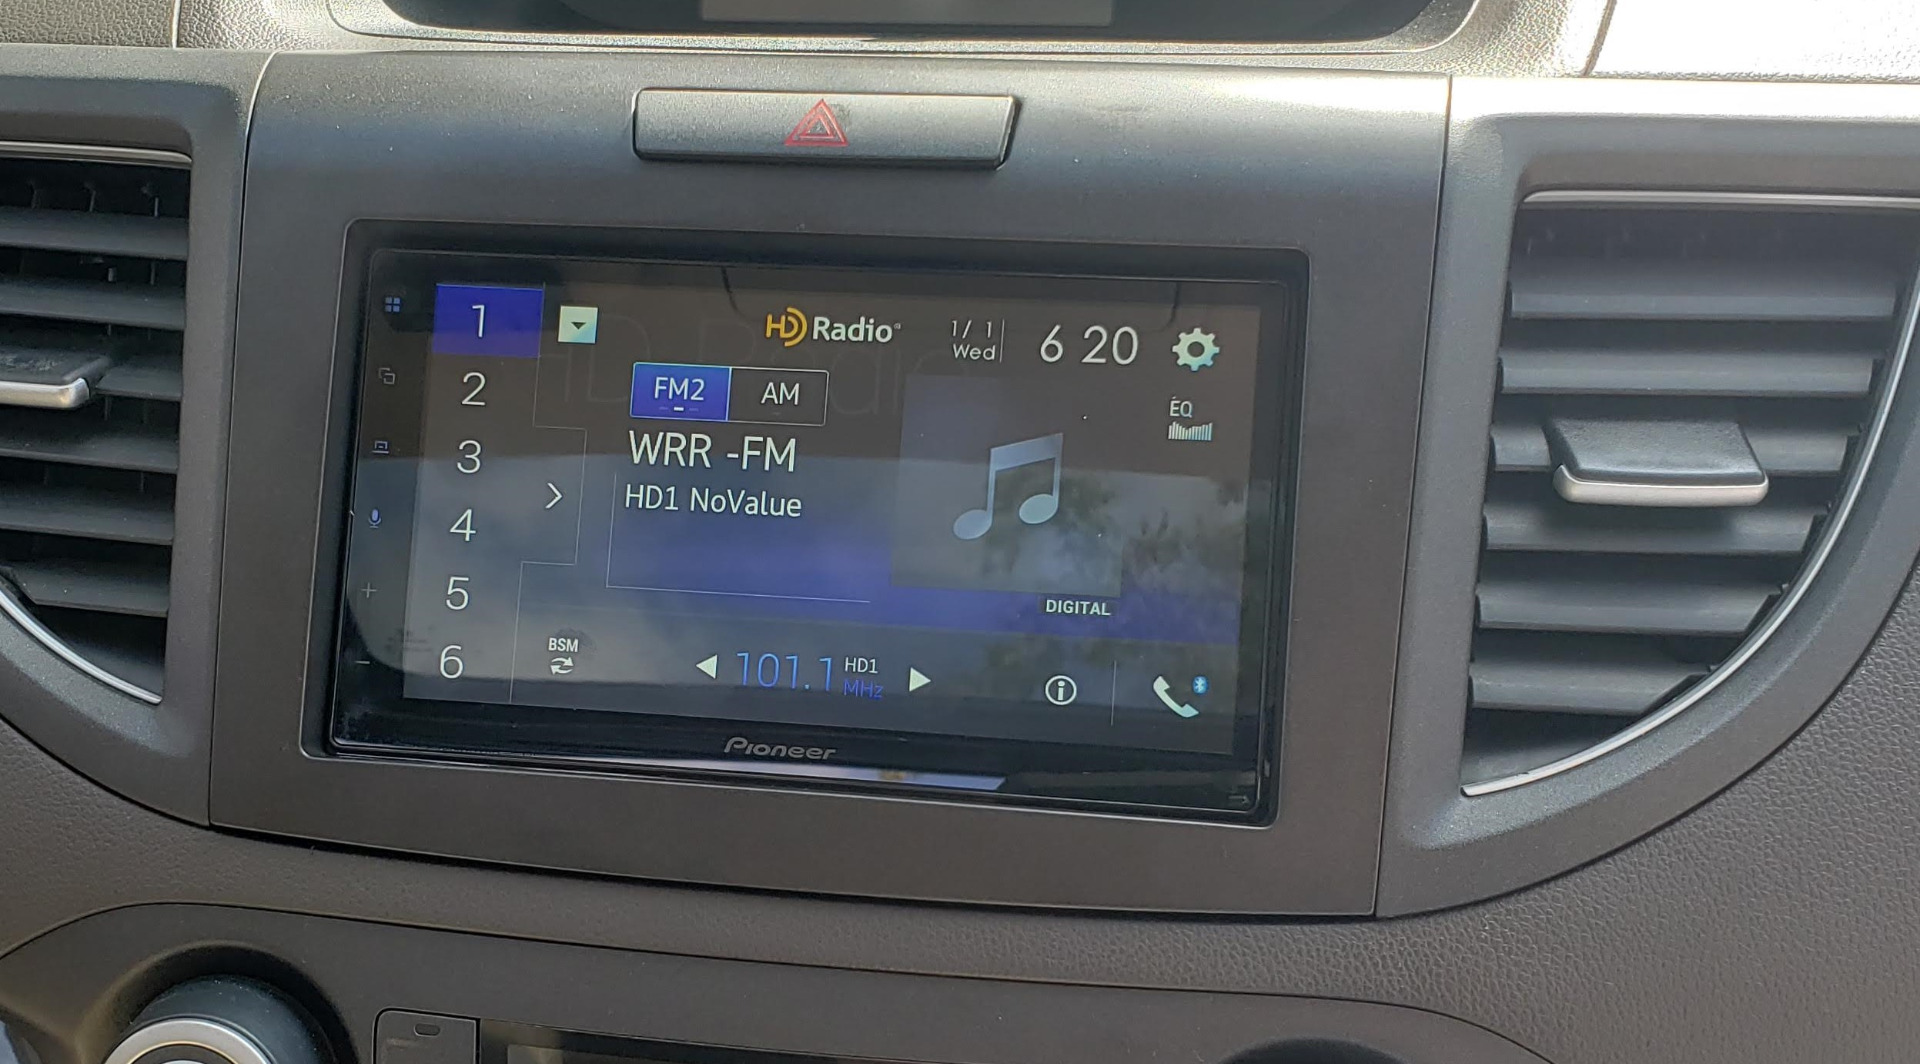 1
2
3
4
5
6
HD Radio
1/ 1
Wed
6 20
FM2
AM
EQ
WRR -FM
HD1 NoValue
DIGITAL
BSM
101.1
HD1
MHz
Pioneer